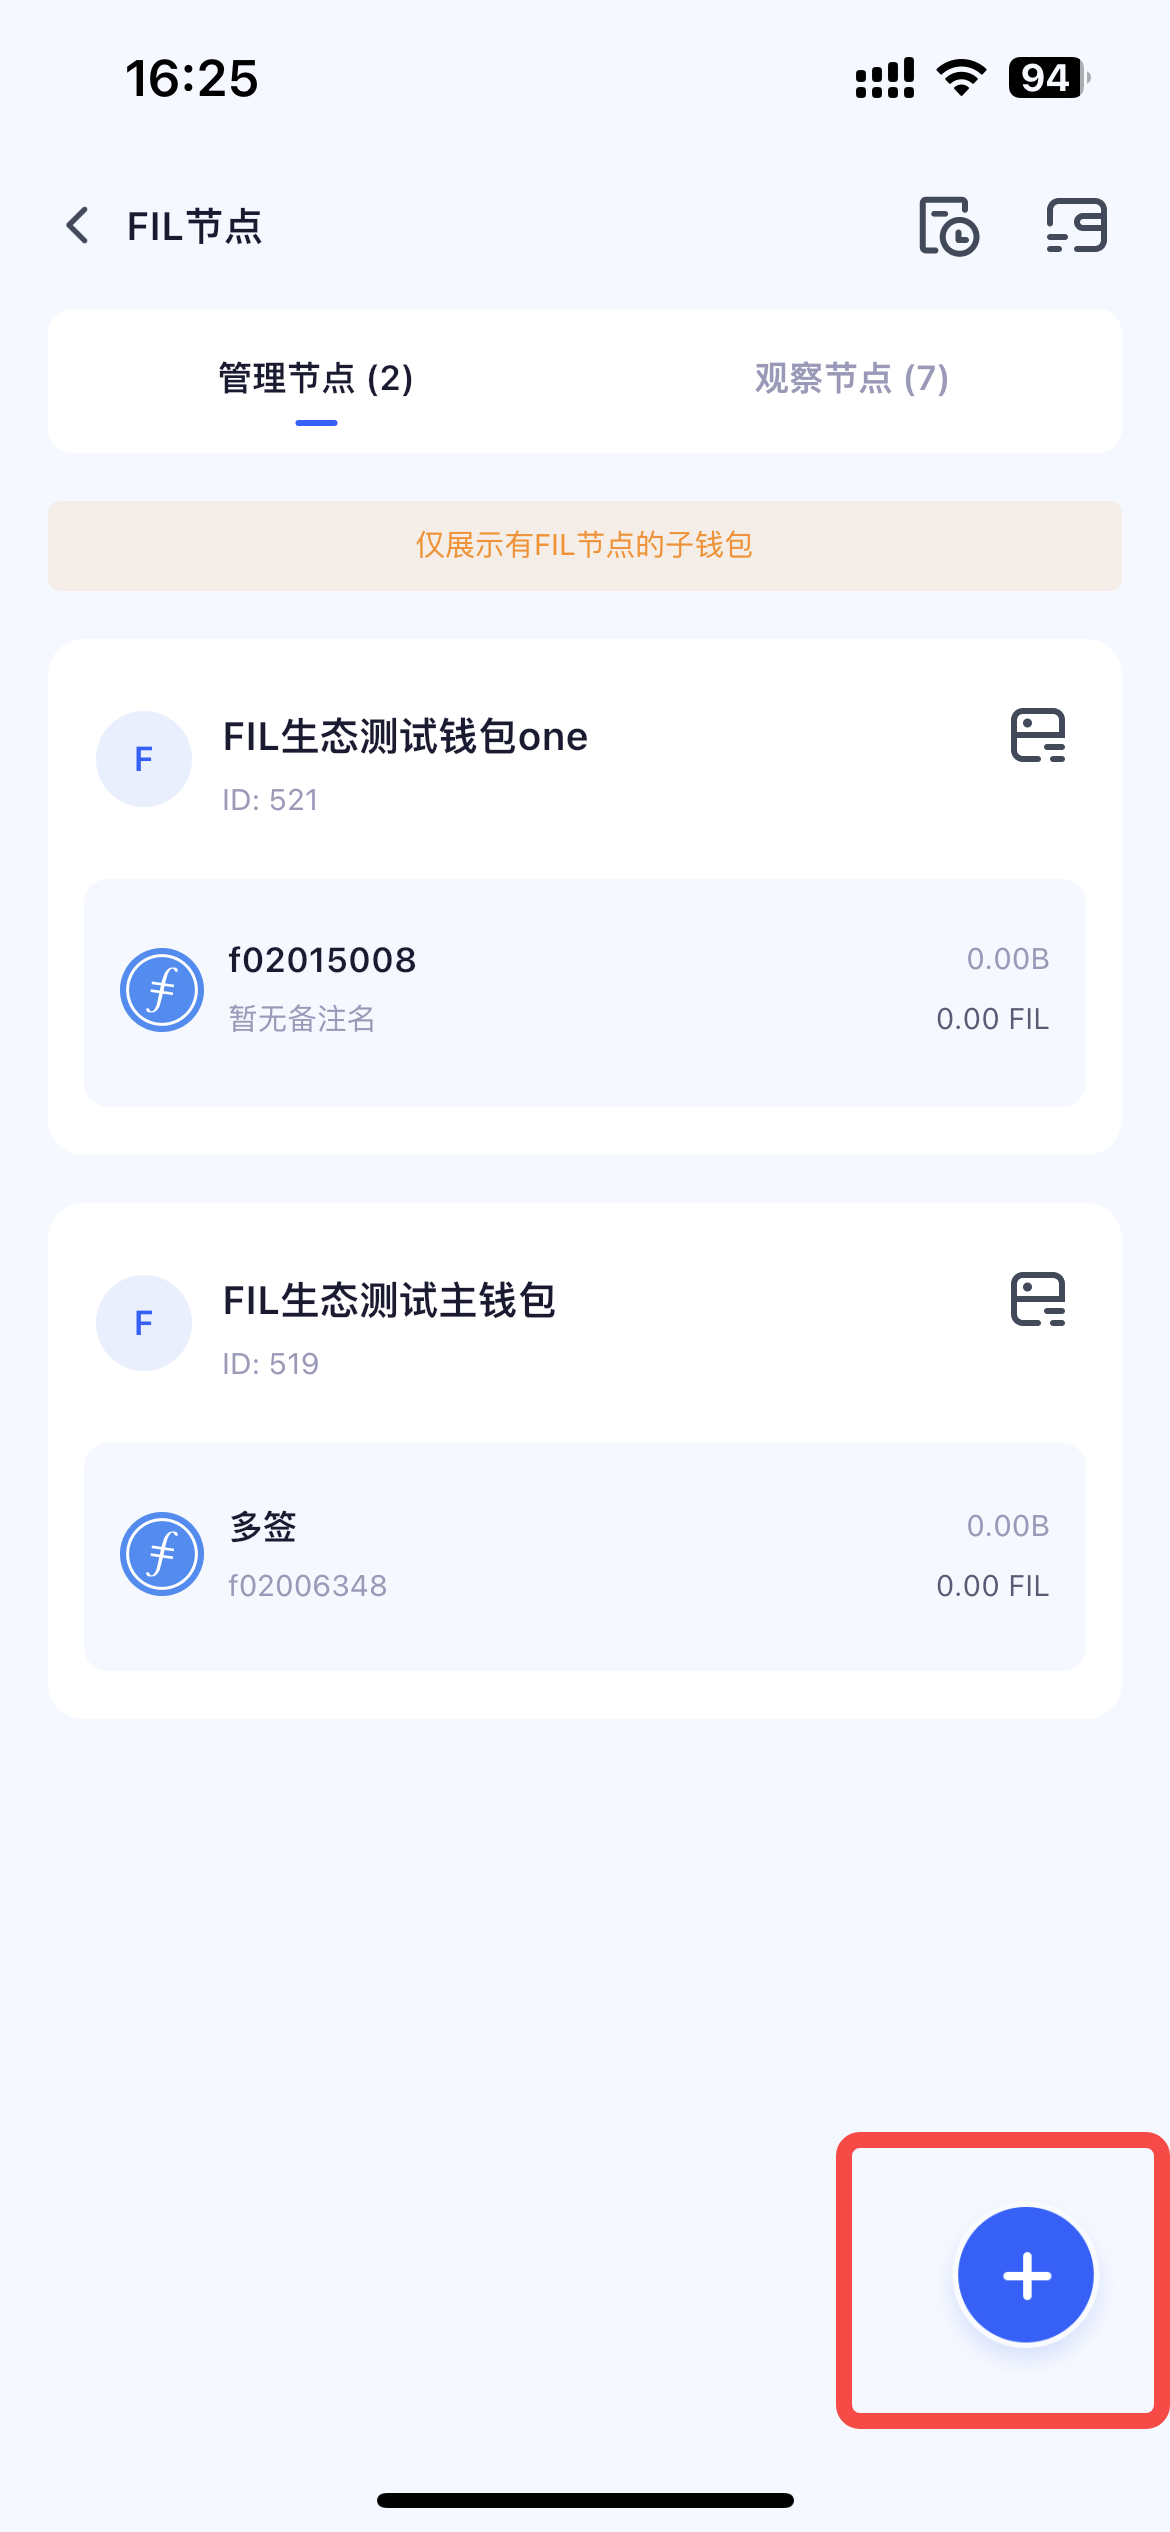 16:25
94
FIL节点
管理节点 (2)
观察节点 (7)
仅展示有FIL节点的子钱包
F
FIL生态测试钱包one
ID: 521
f02015008
0.00B
暂无备注名
0.00 FIL
F
FIL生态测试主钱包
ID: 519
多签
0.00B
f02006348
0.00 FIL